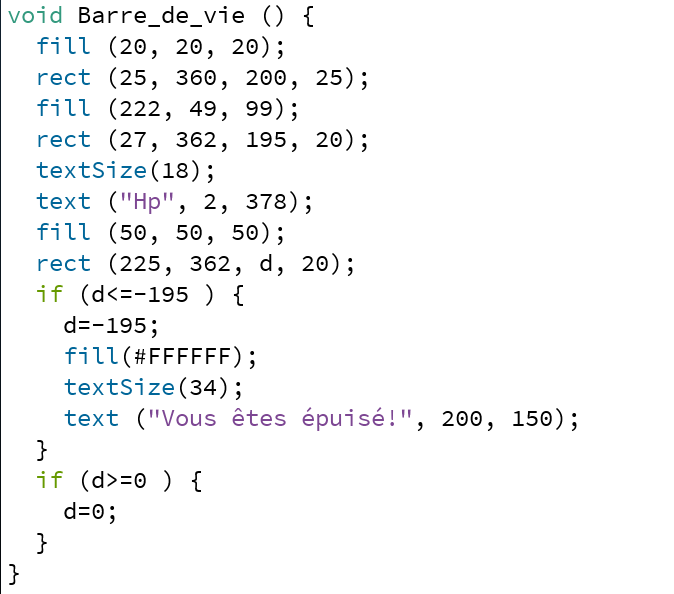 void Barre_de_vie () {
  fill (20, 20, 20);
  rect (25, 360, 200, 25);
  fill (222, 49, 99);
  rect (27, 362, 195, 20);
  textSize(18);
  text ("Hp", 2, 378);
  fill (50, 50, 50);
  rect (225, 362, d, 20);
  if (d<=-195 ) {
    d=-195;
    fill(#FFFFFF);
    textSize(34);
    text ("Vous êtes épuisé!", 200, 150);
  }
  if (d>=0 ) {
    d=0;
  }
}